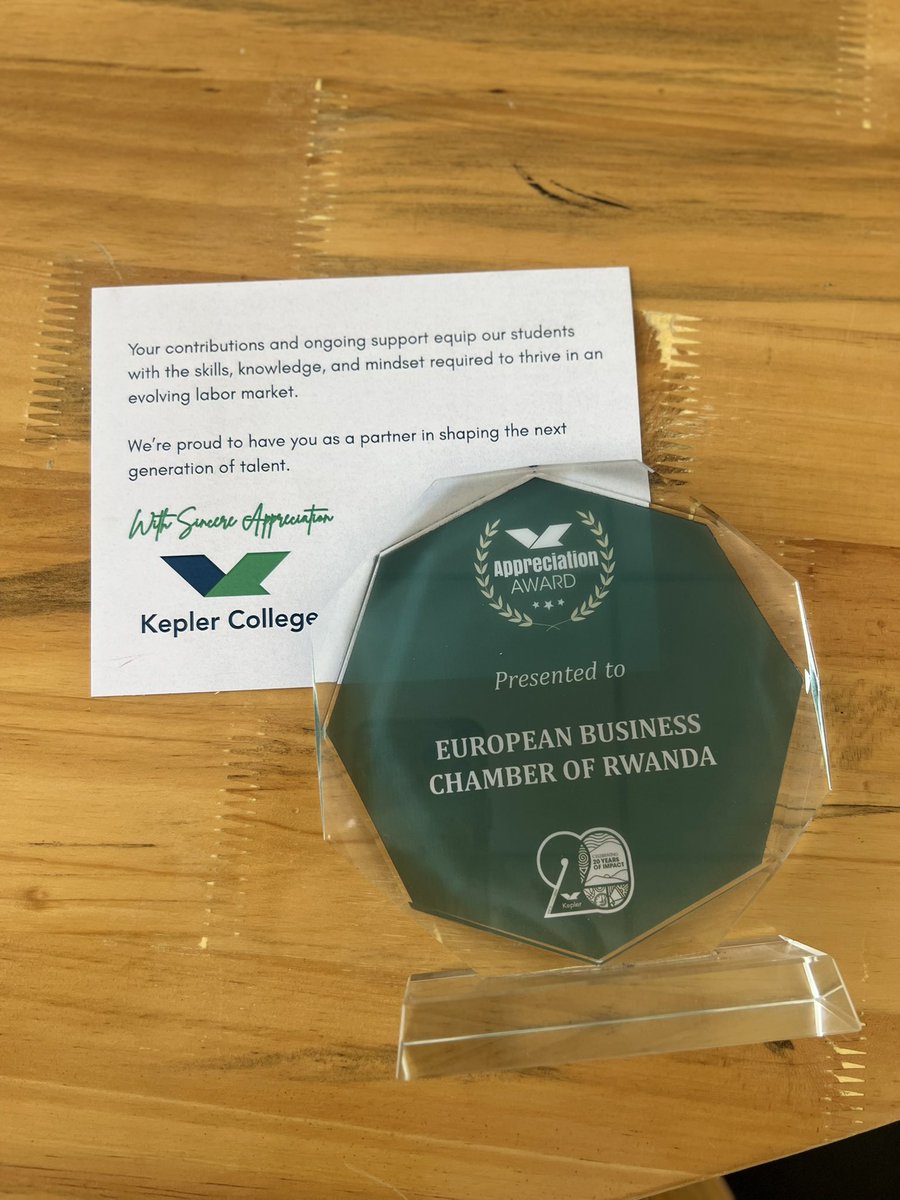 Your contributions and ongoing support equip our students
with the skills, knowledge, and mindset required to thrive in an
evolving labor market.
We're proud to have you as a partner in shaping the next
generation of talent.
With Sincere Appreciation
Kepler College
Appreciation
AWARD
Presented to
EUROPEAN BUSINESS
CHAMBER OF RWANDA
20
CELEBRATING
20 YEARS
OF IMPACT
Kepler